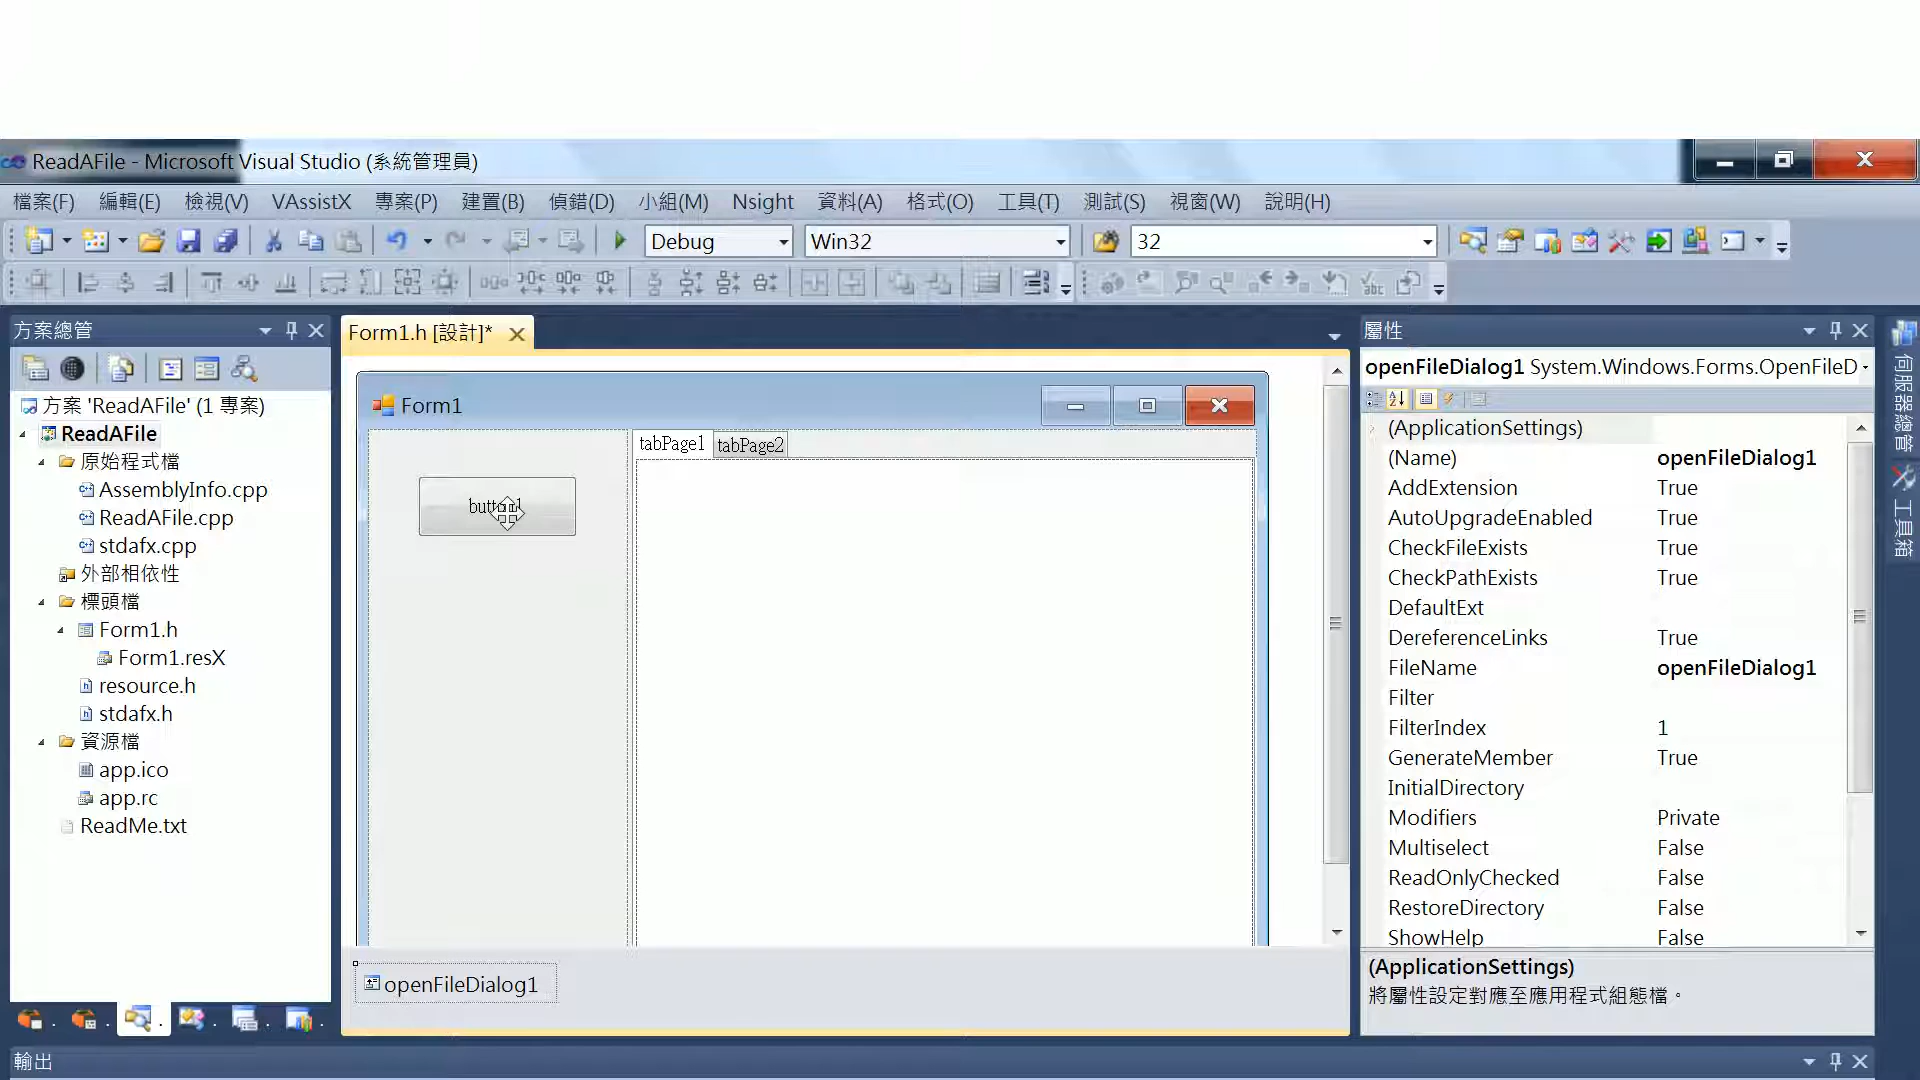 ReadAFile - Microsoft Visual Studio (系統管理員)
檔案(F) 編輯(E) 檢視(V) VAssistX 專案(P) 建置(B) 偵錯(D) 小組(M) Nsight 資料(A) 格式(O) 工具(T) 測試(S) 視窗(W) 說明(H)
Debug Win32 32
方案總管
方案 'ReadAFile' (1 專案)
ReadAFile
原始程式檔
AssemblyInfo.cpp
ReadAFile.cpp
stdafx.cpp
外部相依性
標頭檔
Form1.h
Form1.resX
resource.h
stdafx.h
資源檔
app.ico
app.rc
ReadMe.txt
Form1.h [設計]*
Form1
tabPage1 tabPage2
button1
openFileDialog1
屬性
openFileDialog1 System.Windows.Forms.OpenFileD
(ApplicationSettings)
(Name) openFileDialog1
AddExtension True
AutoUpgradeEnabled True
CheckFileExists True
CheckPathExists True
DefaultExt
DereferenceLinks True
FileName openFileDialog1
Filter
FilterIndex 1
GenerateMember True
InitialDirectory
Modifiers Private
Multiselect False
ReadOnlyChecked False
RestoreDirectory False
ShowHelp False
(ApplicationSettings)
將屬性設定對應至應用程式組態檔。
伺服器總管
工具箱
輸出